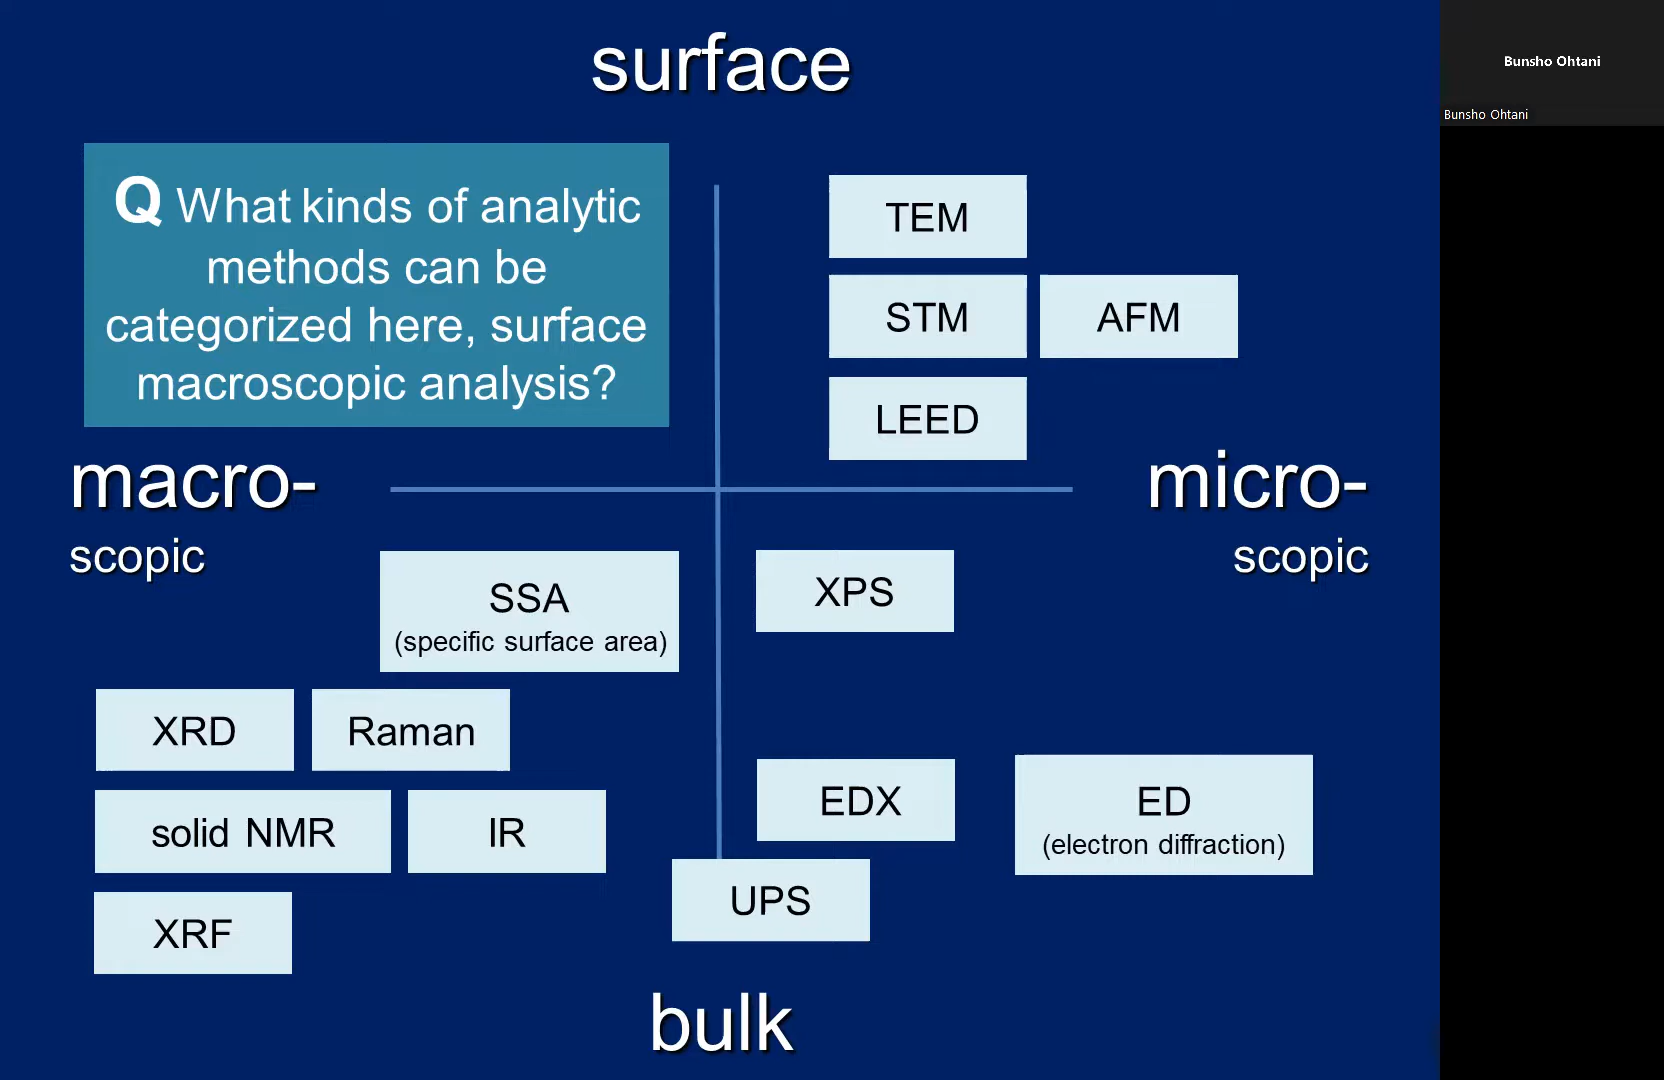 surface
Q What kinds of analytic
methods can be
categorized here, surface
macroscopic analysis?
TEM
STM
AFM
LEED
macro-
scopic
micro-
scopic
SSA
(specific surface area)
XPS
XRD
Raman
EDX
ED
(electron diffraction)
solid NMR
IR
UPS
XRF
bulk
Bunsho Ohtani
Bunsho Ohtani